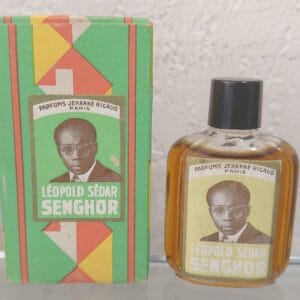 PARFUMS JEHANNE RIGAUD
PARIS
LÉOPOLD SÉDAR
SENGHOR
PARFUMS JEHANNE RIGAUD
PARIS
LÉOPOLD SÉDAR
SENGHOR